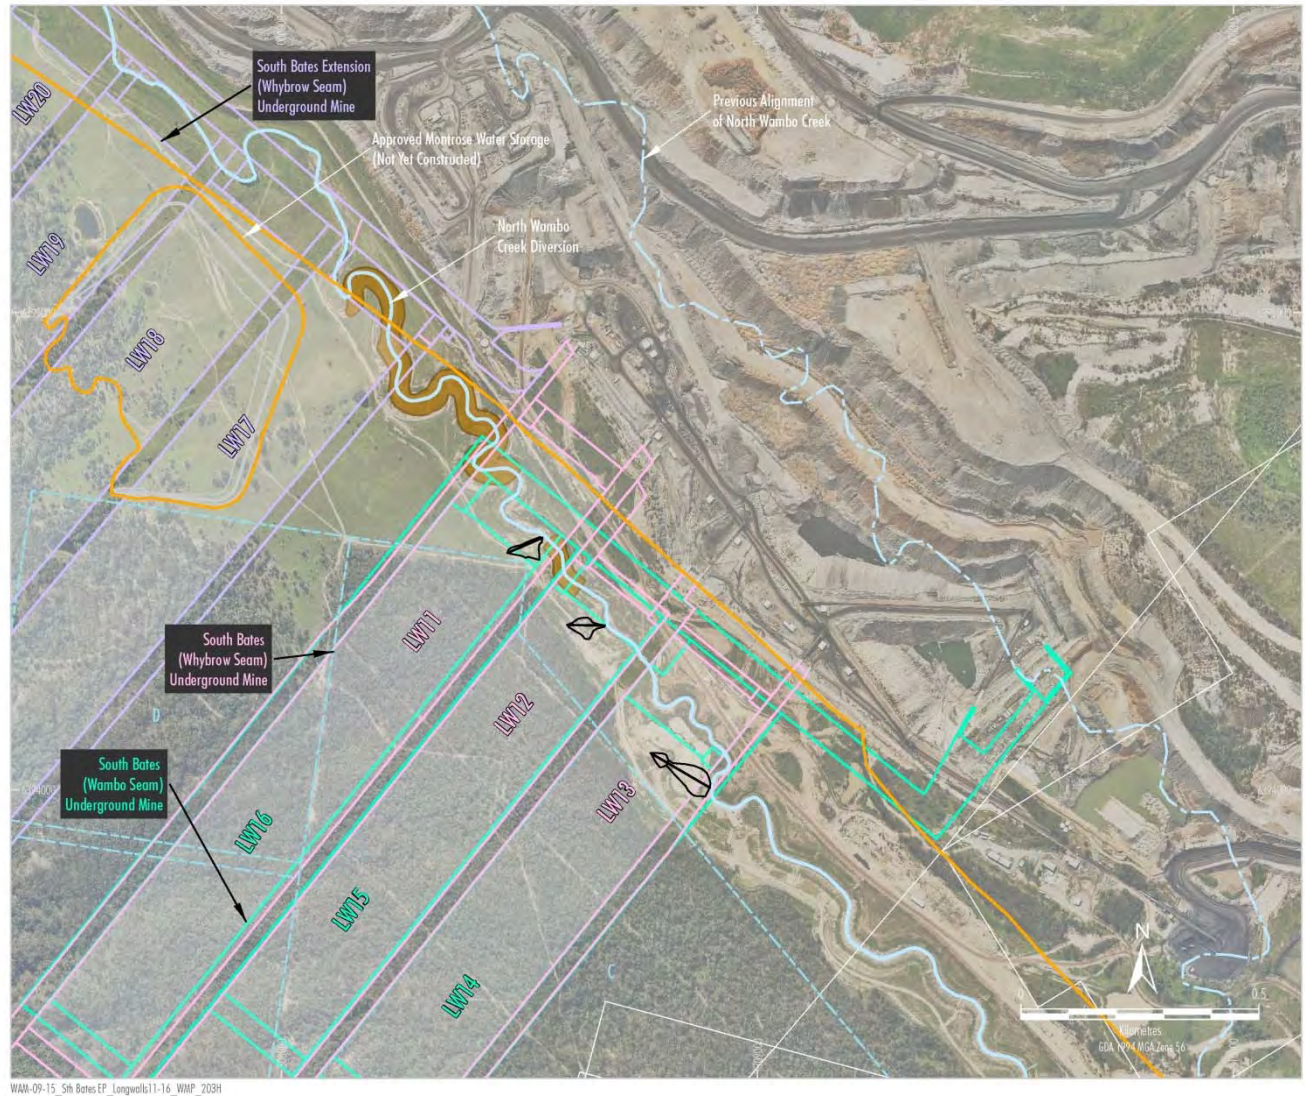 South Bates Extension
(Whybrow Seam)
Underground Mine
LW20
Approved Montrose Water Storage
(Not Yet Constructed)
Previous Alignment
of North Wambo Creek
North Wambo
Creek Diversion
LW19
LW18
LW17
South Bates
(Whybrow Seam)
Underground Mine
LW11
LW12
LW13
D
South Bates
(Wambo Seam)
Underground Mine
LW16
LW15
LW14
C
N
0
0.5
Kilometres
GDA 1994 MGA Zone 56
WAM-09-15_Sth Bates EP_Longwalls11-16_WMP_203H